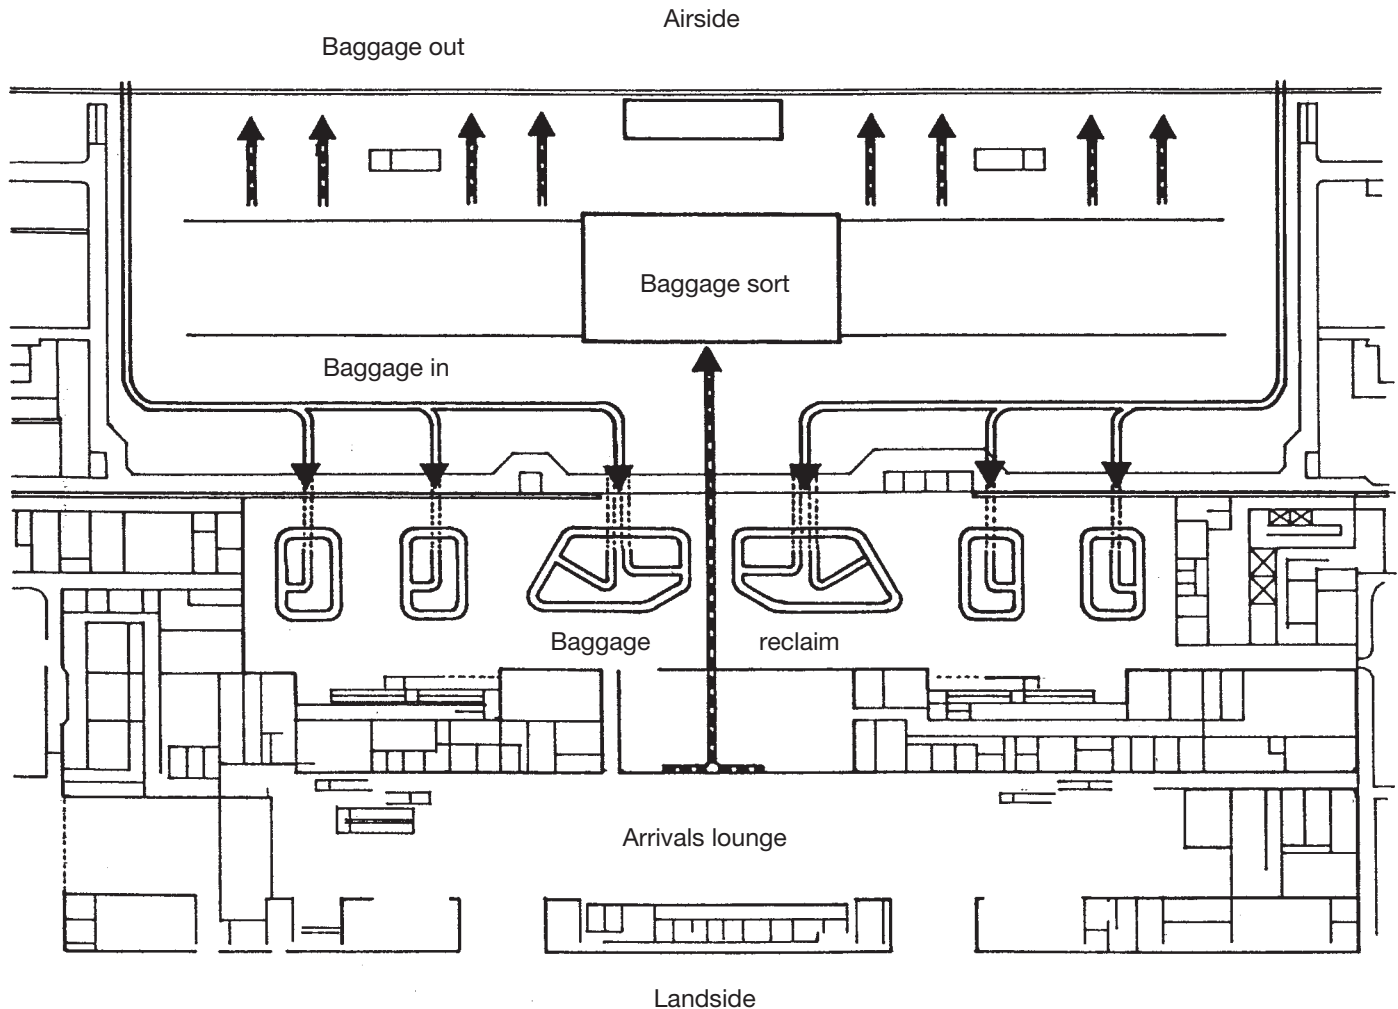 Airside
Baggage out
Baggage sort
Baggage in
Baggage reclaim
Arrivals lounge
Landside